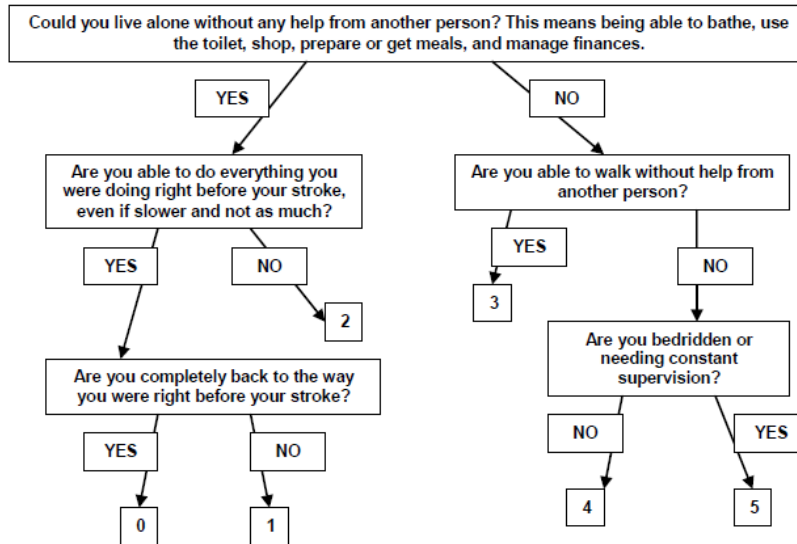 Could you live alone without any help from another person? This means being able to bathe, use
the toilet, shop, prepare or get meals, and manage finances.
YES
NO
Are you able to do everything you
were doing right before your stroke,
even if slower and not as much?
Are you able to walk without help from
another person?
YES
NO
YES
NO
2
3
Are you bedridden or
needing constant
supervision?
Are you completely back to the way
you were right before your stroke?
YES
NO
NO
YES
0
1
4
5